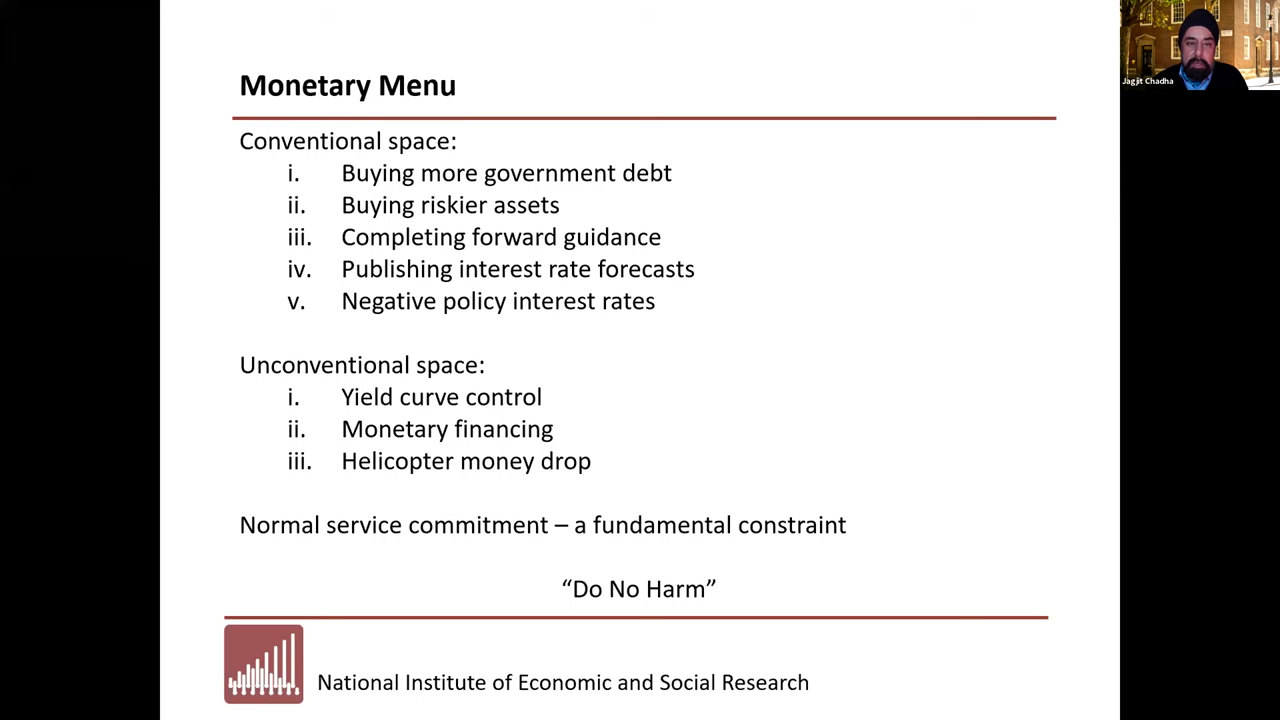 Monetary Menu
Jagjit Chadha
Conventional space:
i. Buying more government debt
ii. Buying riskier assets
iii. Completing forward guidance
iv. Publishing interest rate forecasts
v. Negative policy interest rates
Unconventional space:
i. Yield curve control
ii. Monetary financing
iii. Helicopter money drop
Normal service commitment – a fundamental constraint
“Do No Harm”
National Institute of Economic and Social Research